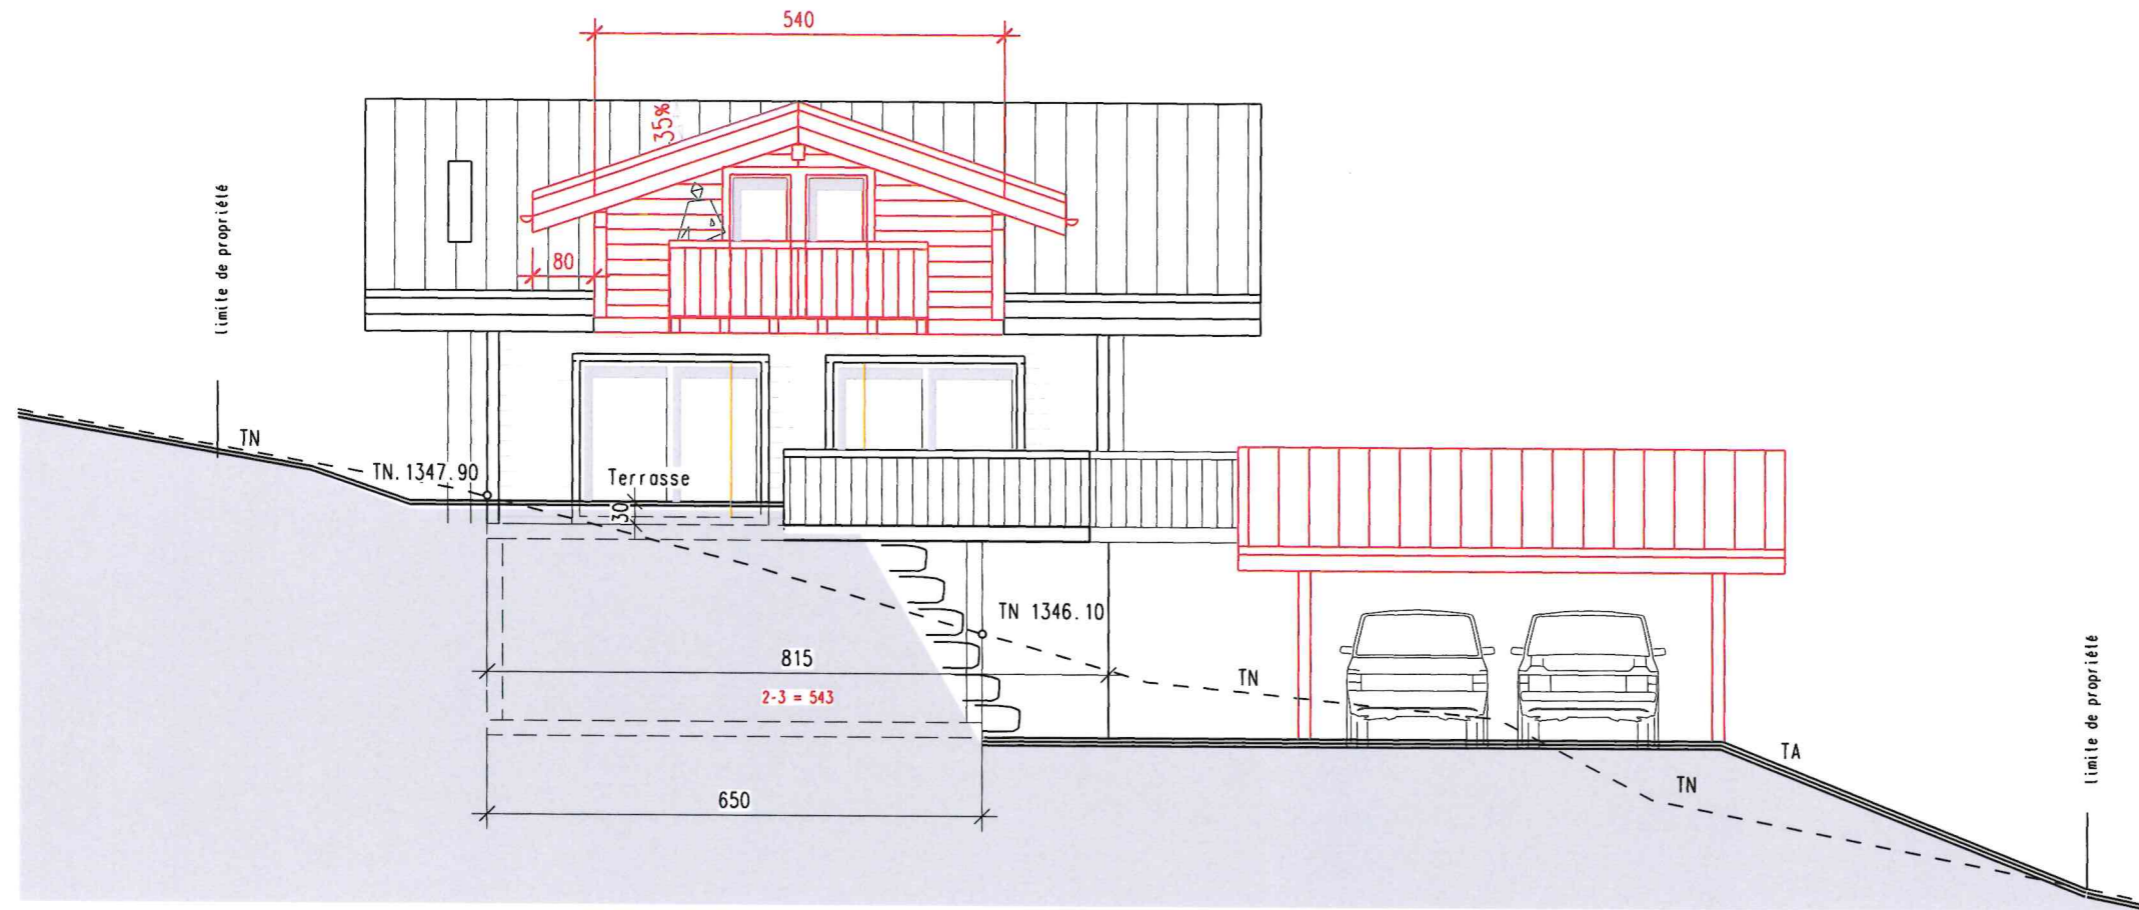 540
35%
limite de propriété
80
TN
TN. 1347.90
Terrasse
30
TN 1346.10
815
2-3 = 543
TN
limite de propriété
TA
TN
650